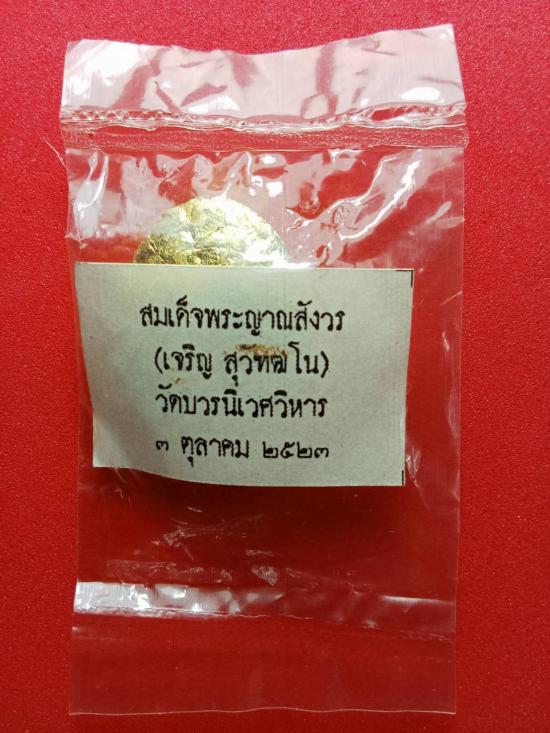 สมเด็จพระญาณสังวร
(เจริญ สุวฑฺฒโน)
วัดบวรนิเวศวิหาร
๓ ตุลาคม ๒๕๒๓